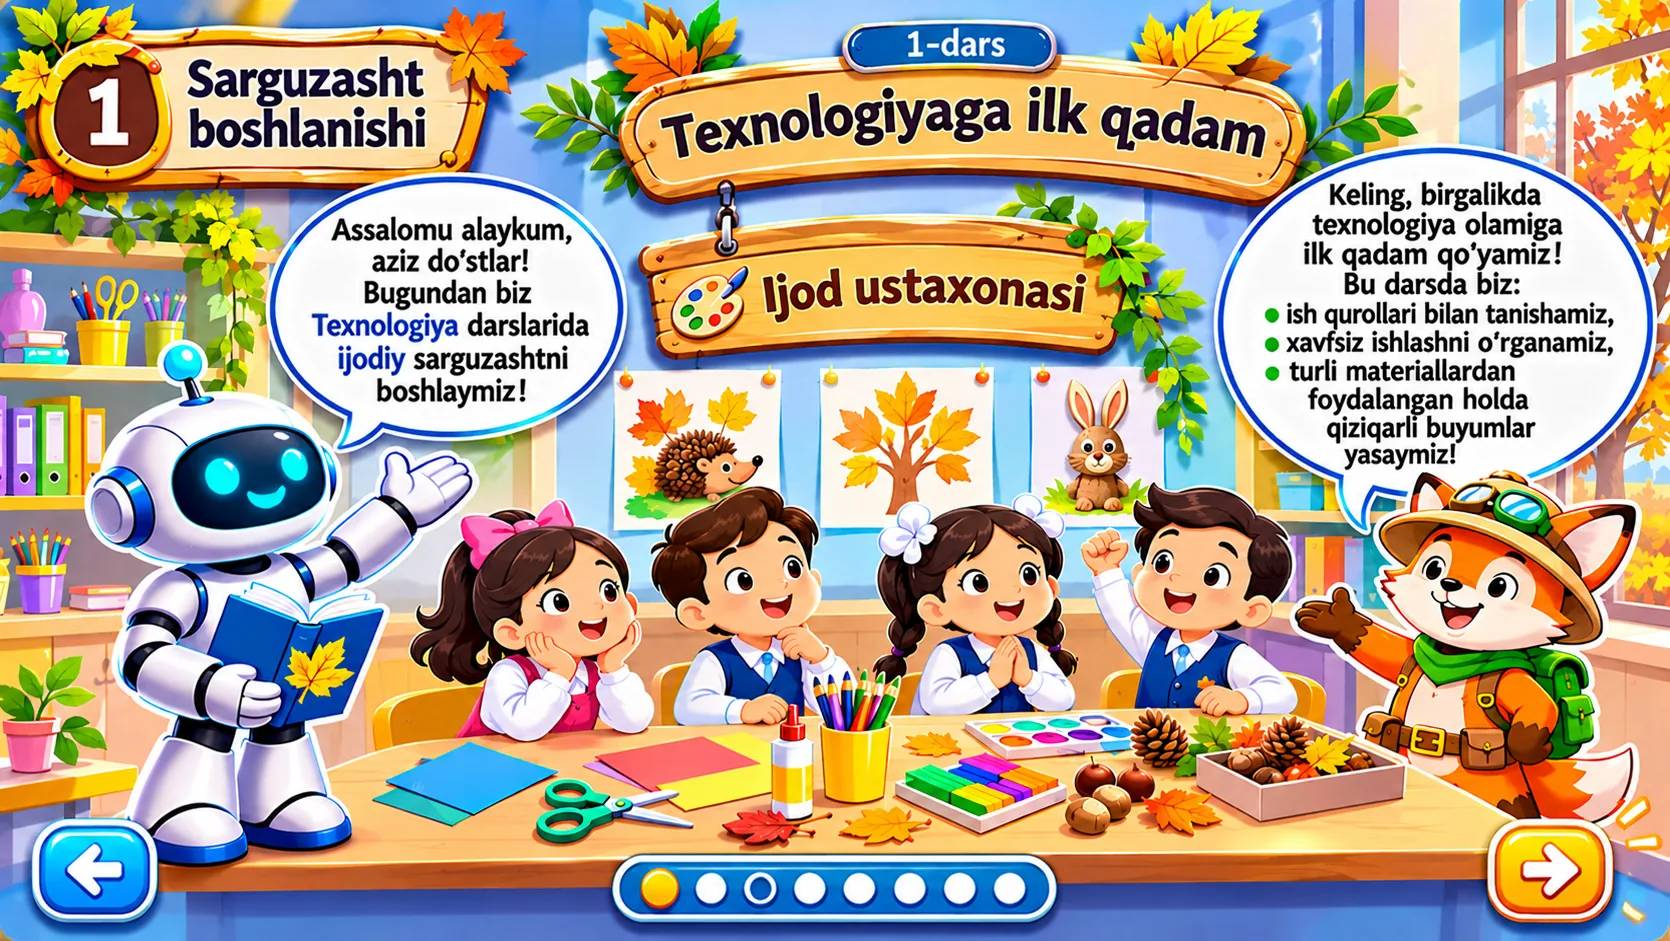 1
Sarguzasht
boshlanishi
1-dars
Texnologiyaga ilk qadam
Ijod ustaxonasi
Assalomu alaykum,
aziz do‘stlar!
Bugundan biz
Texnologiya darslarida
ijodiy sarguzashtni
boshlaymiz!
Keling, birgalikda
texnologiya olamiga
ilk qadam qo‘yamiz!
Bu darsda biz:
● ish qurollari bilan tanishamiz,
● xavfsiz ishlashni o‘rganamiz,
● turli materiallardan
foydalangan holda
qiziqarli buyumlar
yasaymiz!